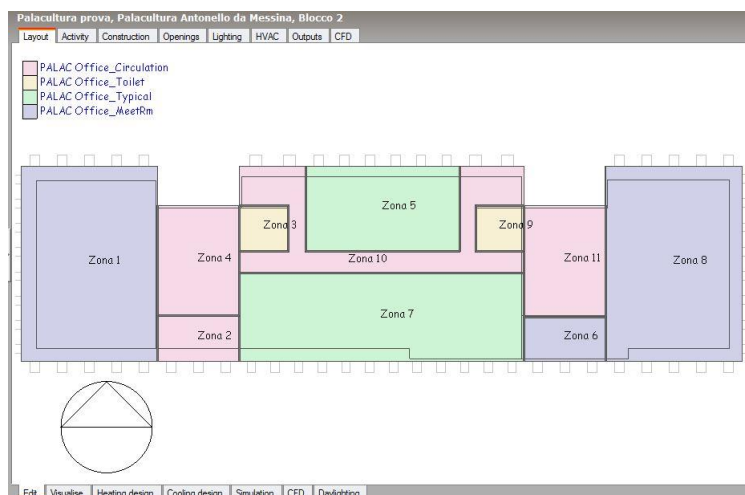 Palacultura prova, Palacultura Antonello da Messina, Blocco 2
Layout Activity Construction Openings Lighting HVAC Outputs CFD
PALAC Office_Circulation
PALAC Office_Toilet
PALAC Office_Typical
PALAC Office_MeetRm
Zona 5
Zona 3 Zona 9
Zona 1 Zona 4 Zona 10 Zona 11 Zona 8
Zona 7
Zona 2 Zona 6
Edit Visualise Heating design Cooling design Simulation CFD Daylighting